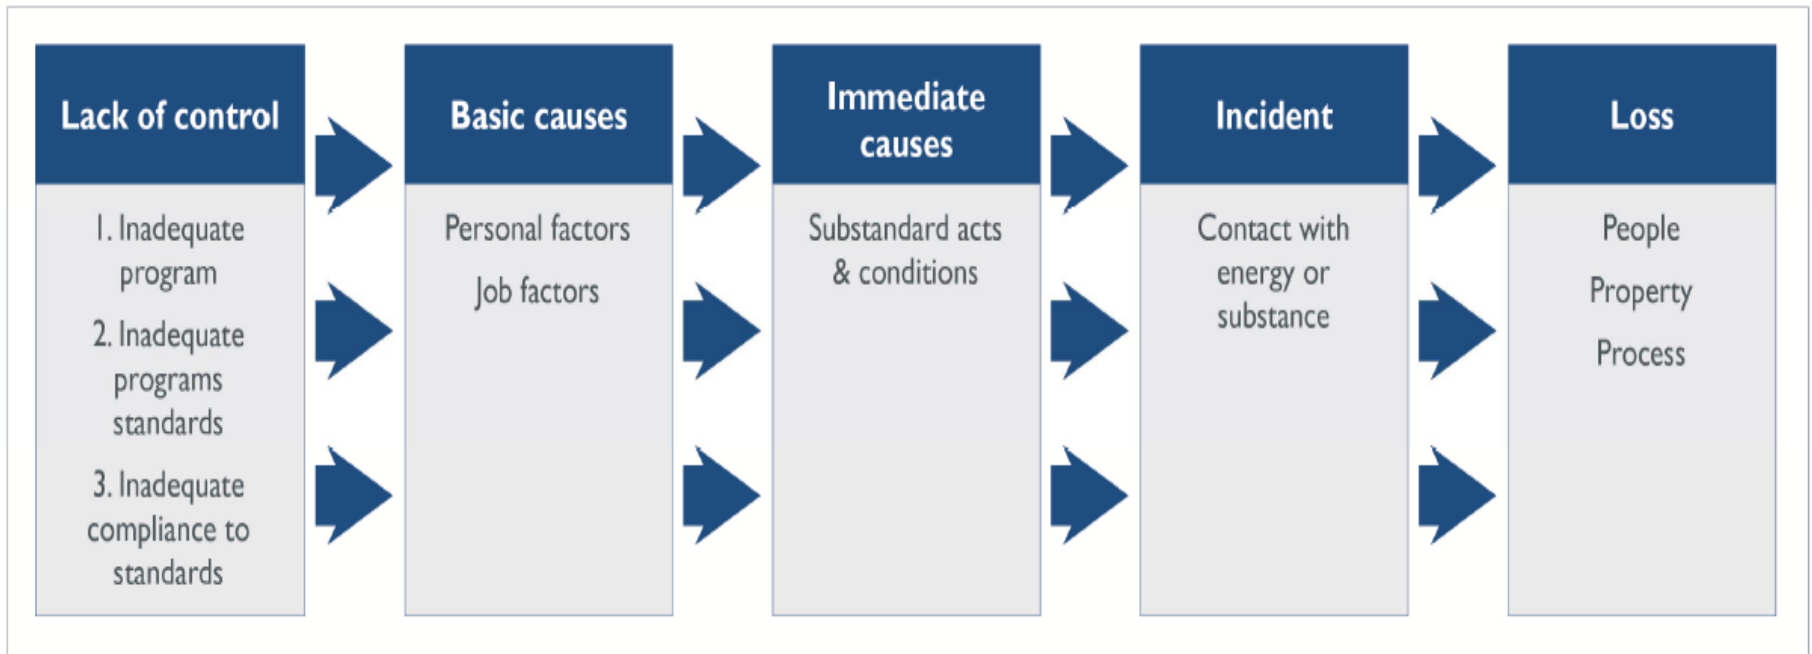 Lack of control
1. Inadequate
program
2. Inadequate
programs
standards
3. Inadequate
compliance to
standards
Basic causes
Personal factors
Job factors
Immediate
causes
Substandard acts
& conditions
Incident
Contact with
energy or
substance
Loss
People
Property
Process